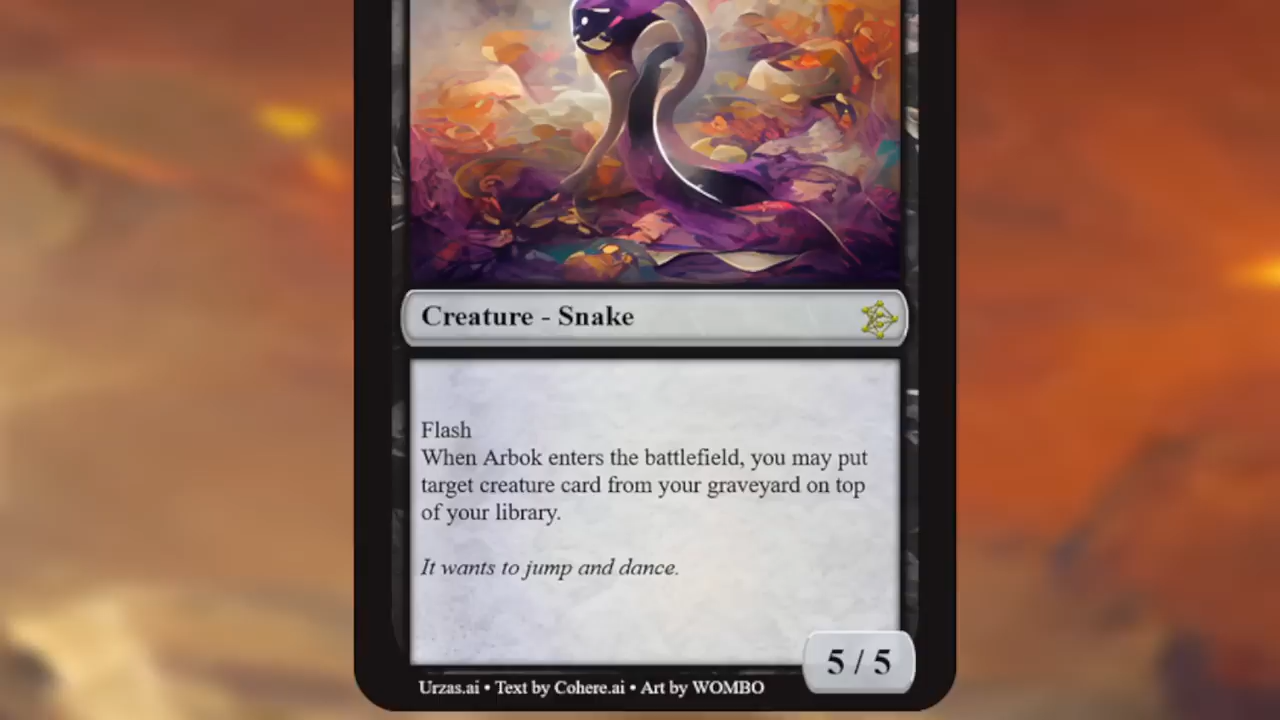 Creature - Snake
Flash
When Arbok enters the battlefield, you may put
target creature card from your graveyard on top
of your library.
It wants to jump and dance.
5 / 5
Urzas.ai • Text by Cohere.ai • Art by WOMBO